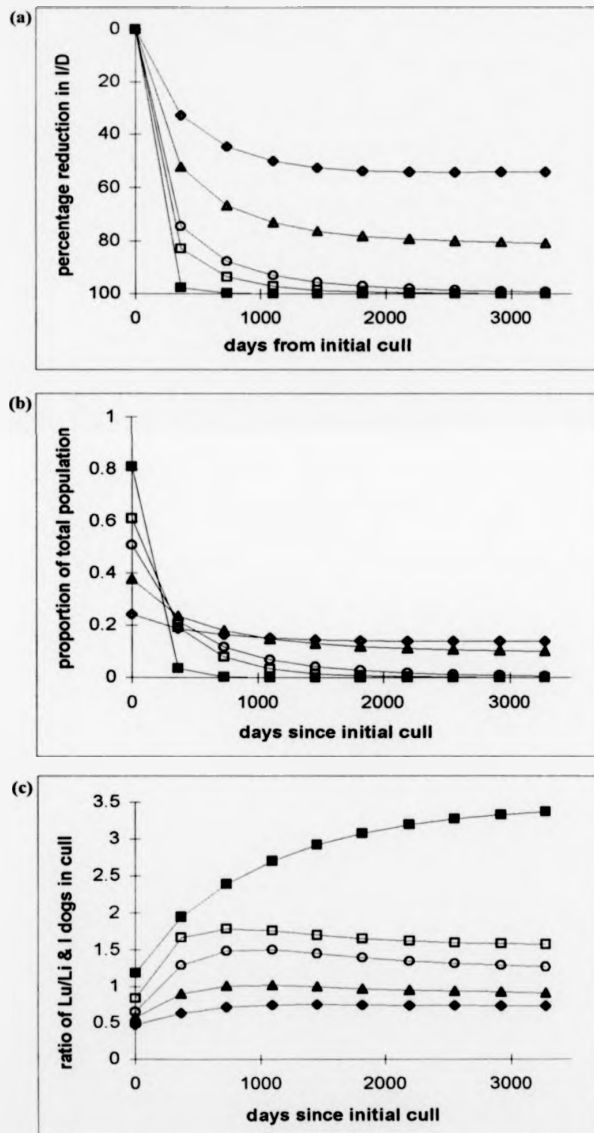 (a)
percentage reduction in I/D
0
20
40
60
80
100
0 1000 2000 3000
days from initial cull
(b)
proportion of total population
1
0.8
0.6
0.4
0.2
0
0 1000 2000 3000
days since initial cull
(c)
ratio of Lu/Li & I dogs in cull
3.5
3
2.5
2
1.5
1
0.5
0
0 1000 2000 3000
days since initial cull